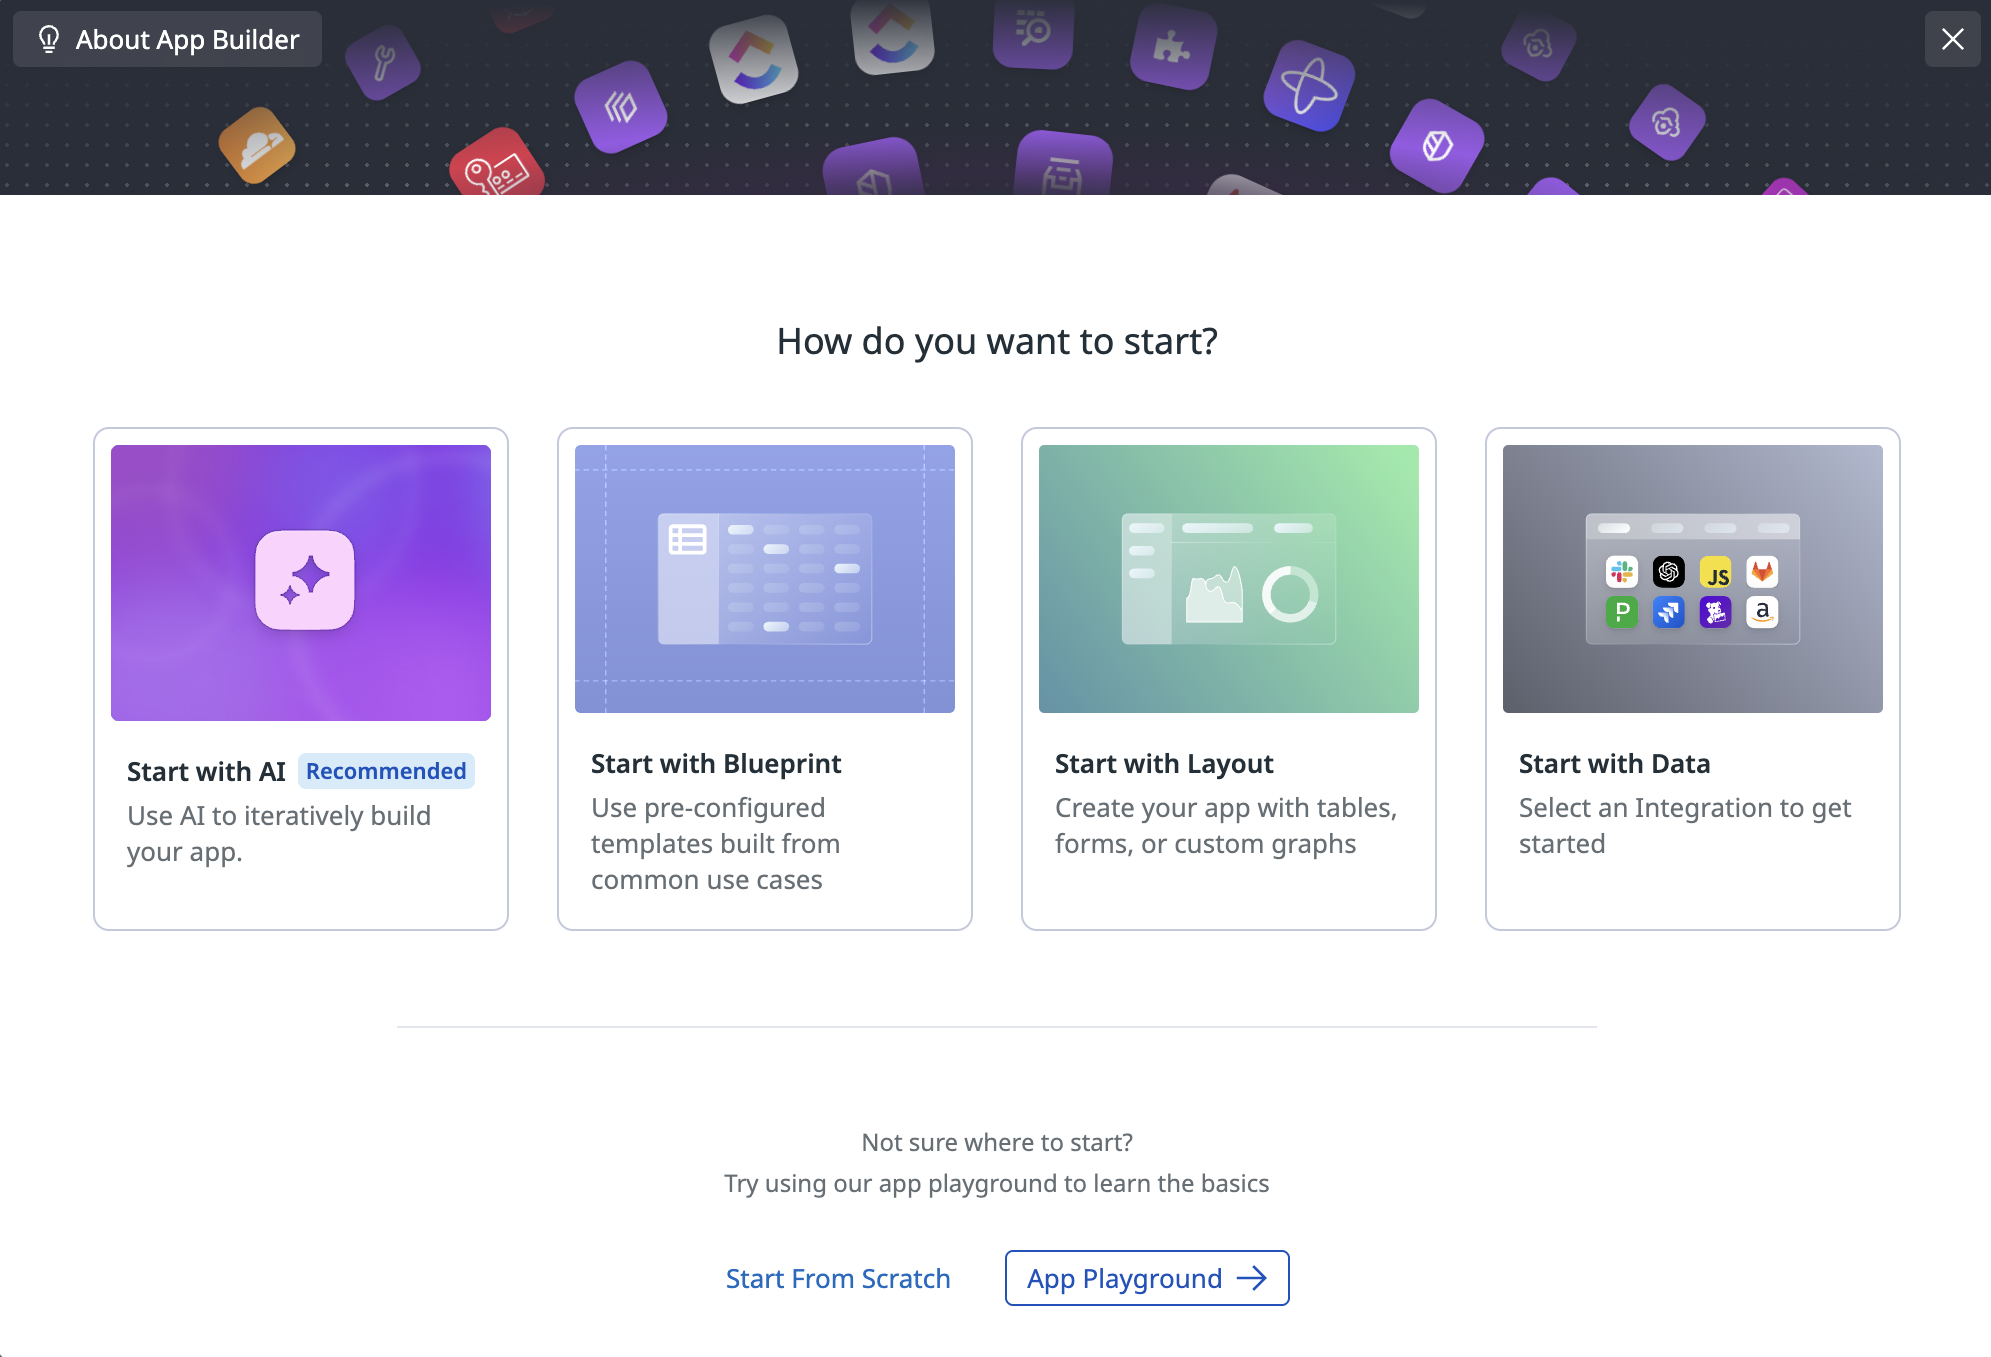 About App Builder
How do you want to start?
Start with AI Recommended
Use AI to iteratively build
your app.
Start with Blueprint
Use pre-configured
templates built from
common use cases
Start with Layout
Create your app with tables,
forms, or custom graphs
JS
P
a
Start with Data
Select an Integration to get
started
Not sure where to start?
Try using our app playground to learn the basics
Start From Scratch
App Playground